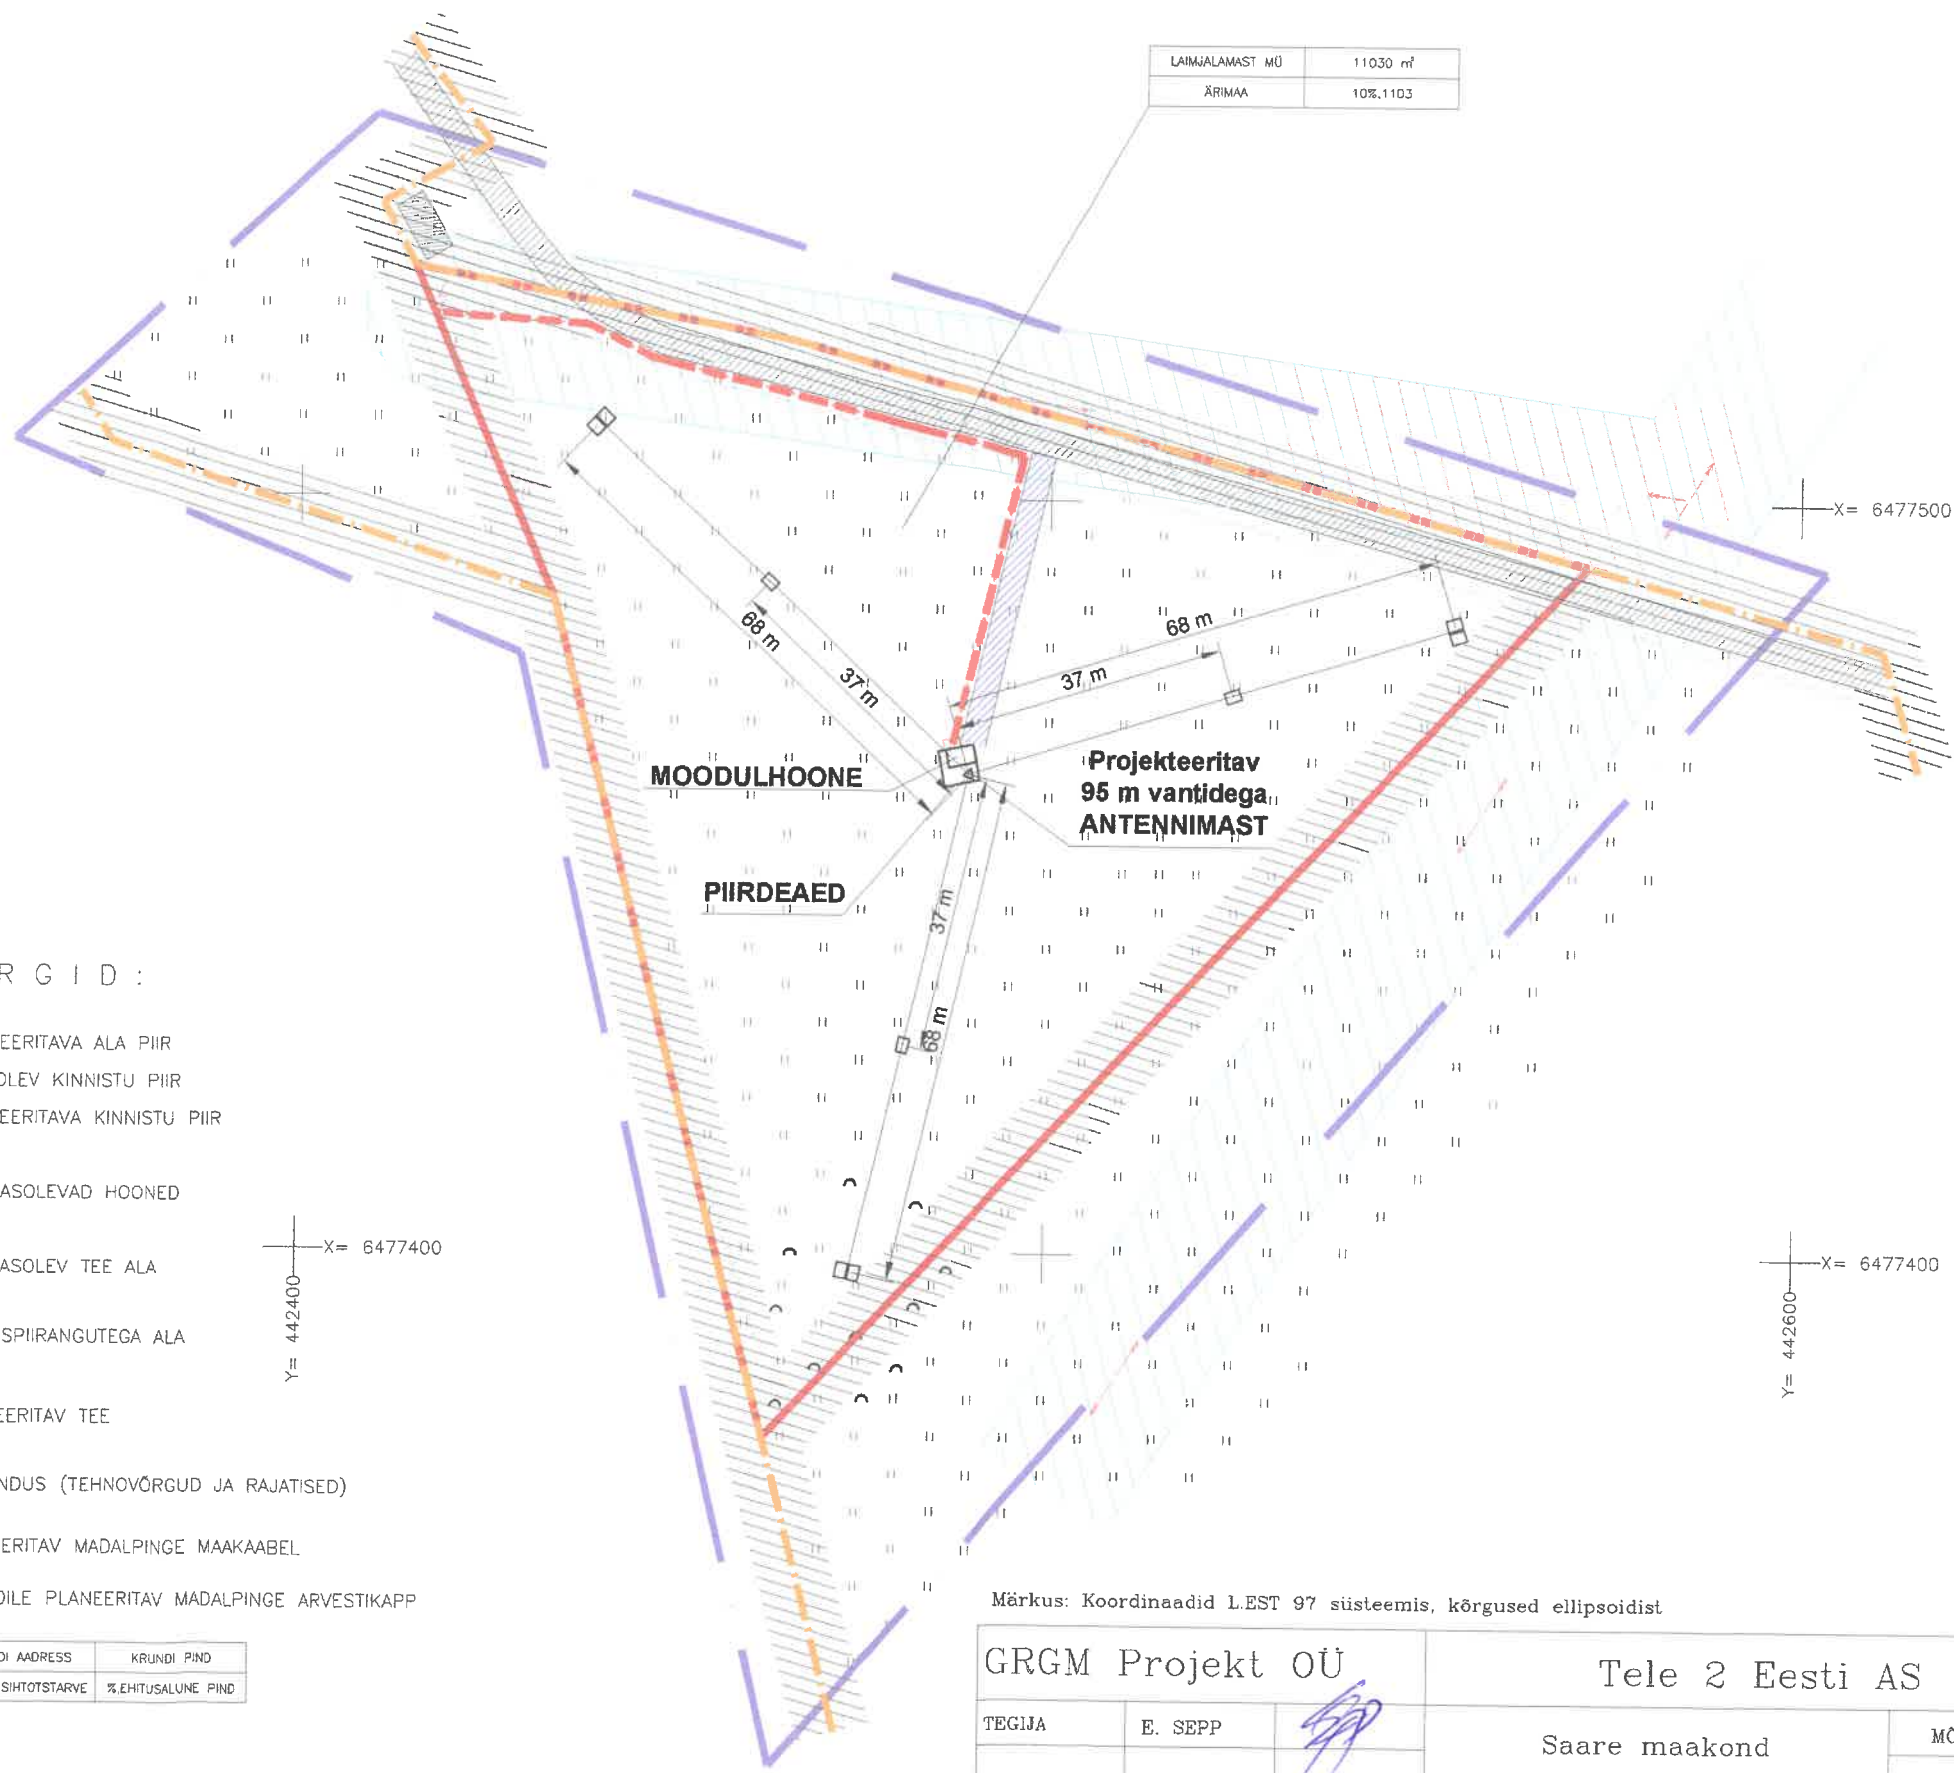 LAIMJALAMAST MÜ 11030 m²
ÄRIMAA 10%,1103
X= 6477500
68 m
37 m
68 m
37 m
MOODULHOONE
Projekteeritav
95 m vantidega
ANTENNIMAST
PIIRDEAED
37 m
68 m
RGID:
EERITAVA ALA PIIR
OLEV KINNISTU PIIR
EERITAVA KINNISTU PIIR
ASOLEVAD HOONED
ASOLEV TEE ALA
SPIIRANGUTEGA ALA
EERITAV TEE
NDUS (TEHNOVÕRGUD JA RAJATISED)
ERITAV MADALPINGE MAAKAABEL
DILE PLANEERITAV MADALPINGE ARVESTIKAPP
X= 6477400
Y= 442400
X= 6477400
Y= 442600
DI AADRESS KRUNDI PIND
SIHTOTSTARVE %,EHITUSALUNE PIND
Märkus: Koordinaadid L.EST 97 süsteemis, kõrgused ellipsoidist
GRGM Projekt OÜ
Tele 2 Eesti AS
TEGIJA E. SEPP
Saare maakond
MÕ